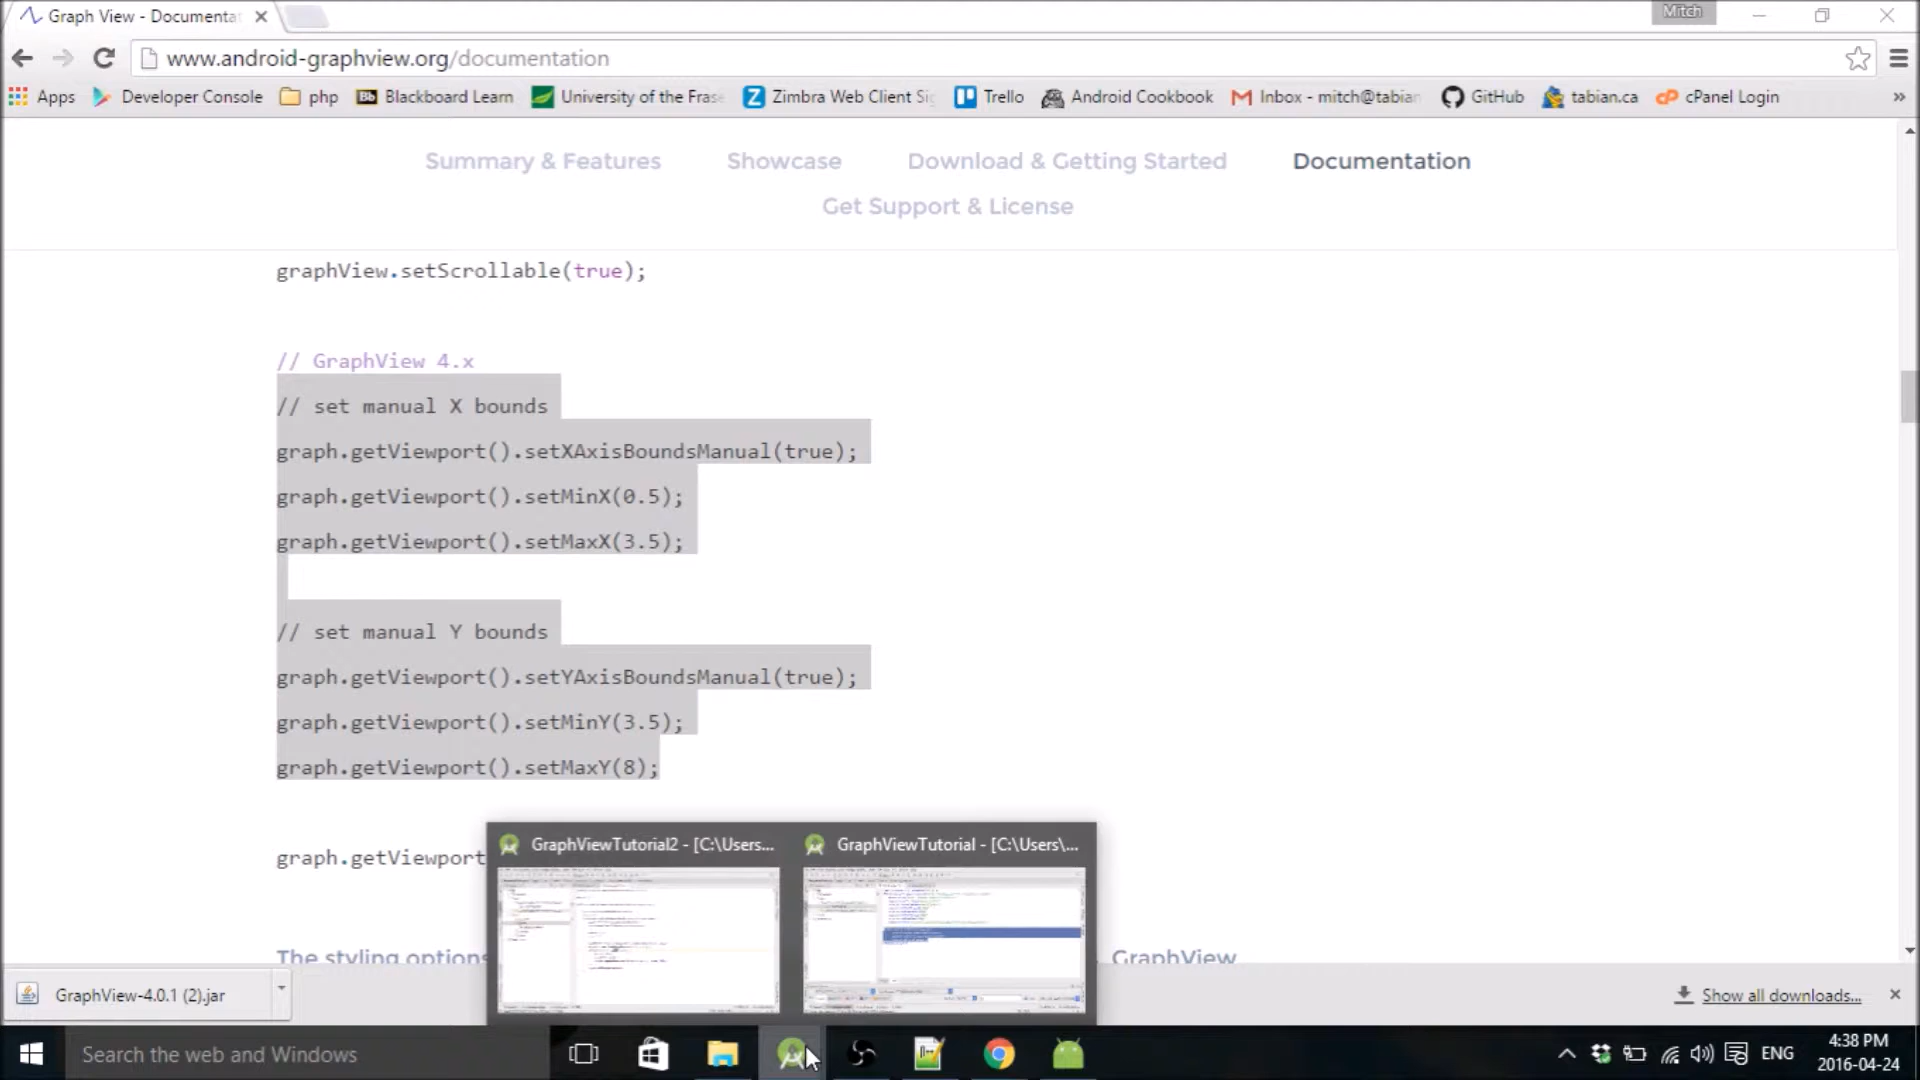 Graph View - Documenta
Mitch
www.android-graphview.org/documentation
Apps
Developer Console
php
Bb
Blackboard Learn
University of the Frase
Z
Zimbra Web Client Si
Trello
Android Cookbook
Inbox - mitch@tabian
GitHub
tabian.ca
cPanel Login
»
Summary & Features
Showcase
Download & Getting Started
Documentation
Get Support & License
graphView.setScrollable(true);
// GraphView 4.x
// set manual X bounds
graph.getViewport().setXAxisBoundsManual(true);
graph.getViewport().setMinX(0.5);
graph.getViewport().setMaxX(3.5);
// set manual Y bounds
graph.getViewport().setYAxisBoundsManual(true);
graph.getViewport().setMinY(3.5);
graph.getViewport().setMaxY(8);
graph.getViewport
GraphViewTutorial2 - [C:\Users...
GraphViewTutorial - [C:\Users\...
The styling options
GraphView
GraphView-4.0.1 (2).jar
Show all downloads...
Search the web and Windows
ENG
4:38 PM
2016-04-24